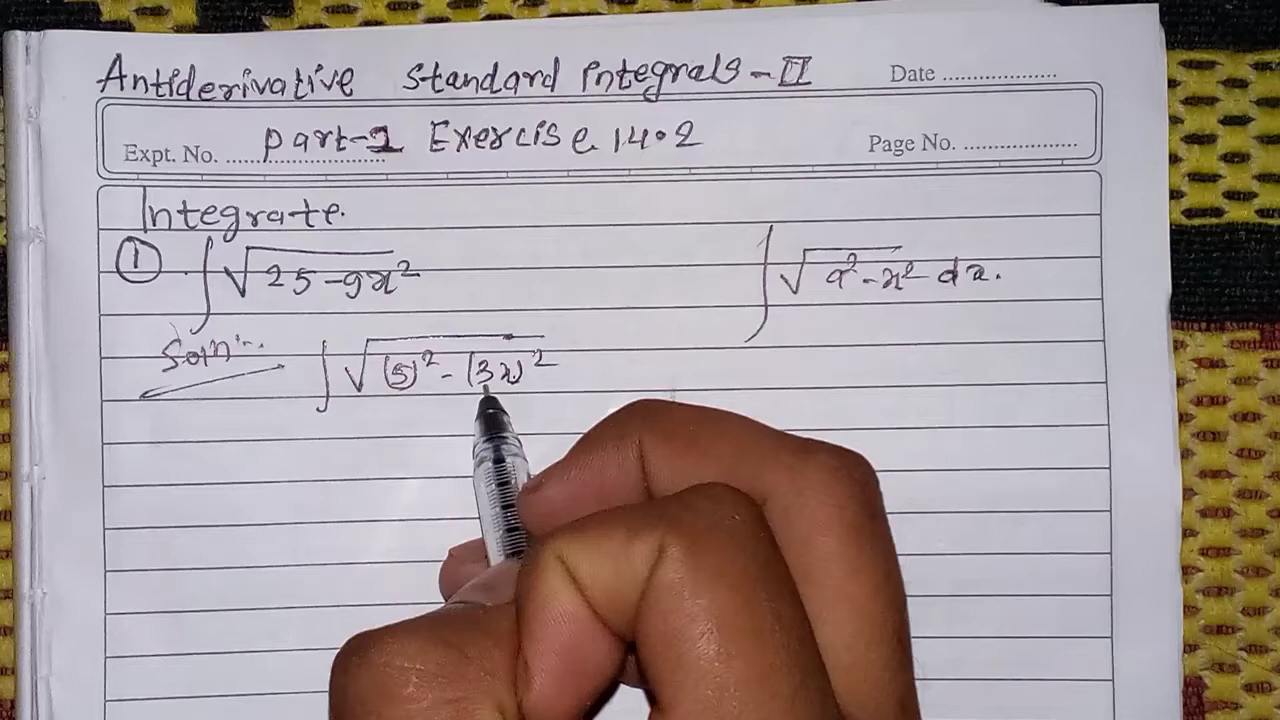 Antiderivative Standard integrals - II Date ..................
Expt. No. ...................... part-1 Exercise 14.2 Page No. ..................
Integrate.
① ∫√25-9x² ∫√a²-x² dx.
Soln:. ∫√(5)² - (3x)²